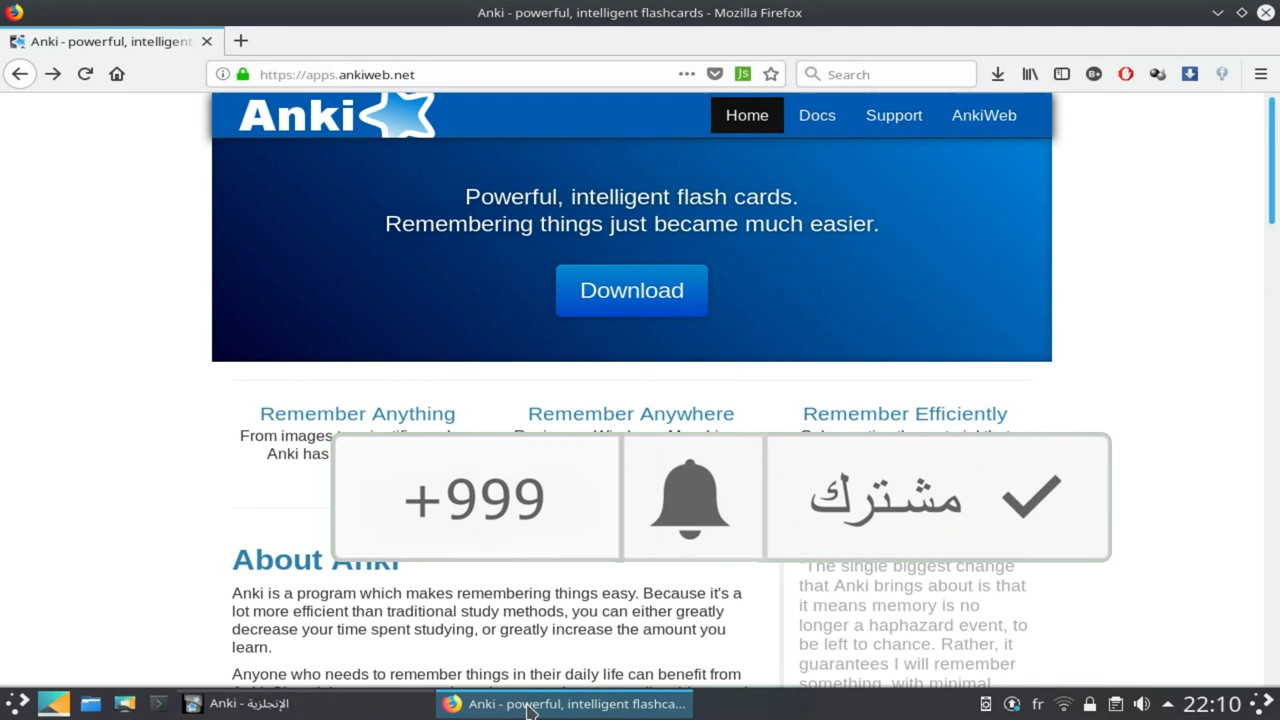 Anki - powerful, intelligent flashcards - Mozilla Firefox
Anki - powerful, intelligent
https://apps.ankiweb.net
Search
Anki
Home
Docs
Support
AnkiWeb
Powerful, intelligent flash cards.
Remembering things just became much easier.
Download
Remember Anything
Remember Anywhere
Remember Efficiently
From images
Anki has
+999
مشترك
About Anki
Anki is a program which makes remembering things easy. Because it's a
lot more efficient than traditional study methods, you can either greatly
decrease your time spent studying, or greatly increase the amount you
learn.
Anyone who needs to remember things in their daily life can benefit from
"The single biggest change
that Anki brings about is that
it means memory is no
longer a haphazard event, to
be left to chance. Rather, it
guarantees I will remember
something, with minimal
Anki - الإنجلزية
Anki - powerful, intelligent flashca...
fr
22:10